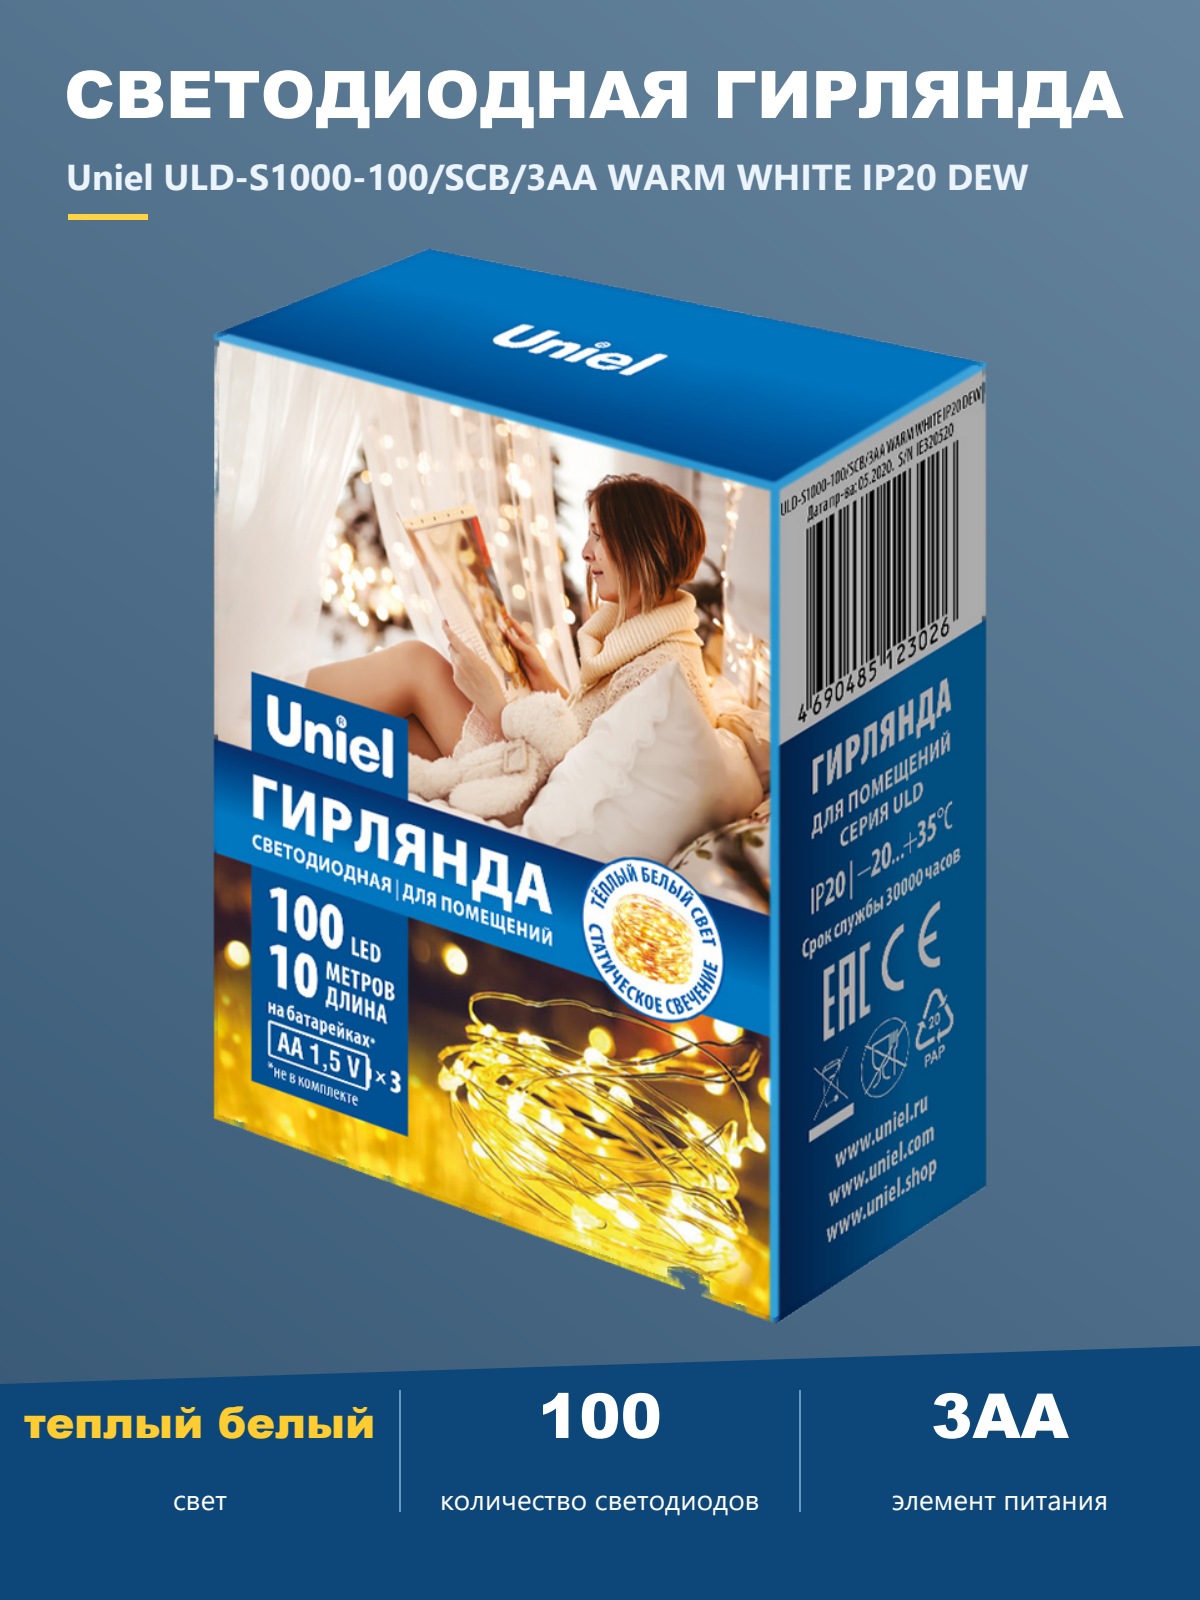 СВЕТОДИОДНАЯ ГИРЛЯНДА
Uniel ULD-S1000-100/SCB/3AA WARM WHITE IP20 DEW
Uniel
ULD-S1000-100/SCB/3AA WARM WHITE IP20 DEW
Дата пр-ва: 05.2020. S/N IE320520
4 690485 123026
Uniel®
ГИРЛЯНДА
СВЕТОДИОДНАЯ | ДЛЯ ПОМЕЩЕНИЙ
ТЁПЛЫЙ БЕЛЫЙ СВЕТ
СТАТИЧЕСКОЕ СВЕЧЕНИЕ
100 LED
10 МЕТРОВ
ДЛИНА
на батарейках*
AA 1,5 V ×3
*не в комплекте
ГИРЛЯНДА
ДЛЯ ПОМЕЩЕНИЙ
СЕРИЯ ULD
IP20 | –20...+35°C
Срок службы 30000 часов
EAC CE
20
PAP
www.uniel.ru
www.uniel.com
www.uniel.shop
теплый белый
свет
100
количество светодиодов
3AA
элемент питания